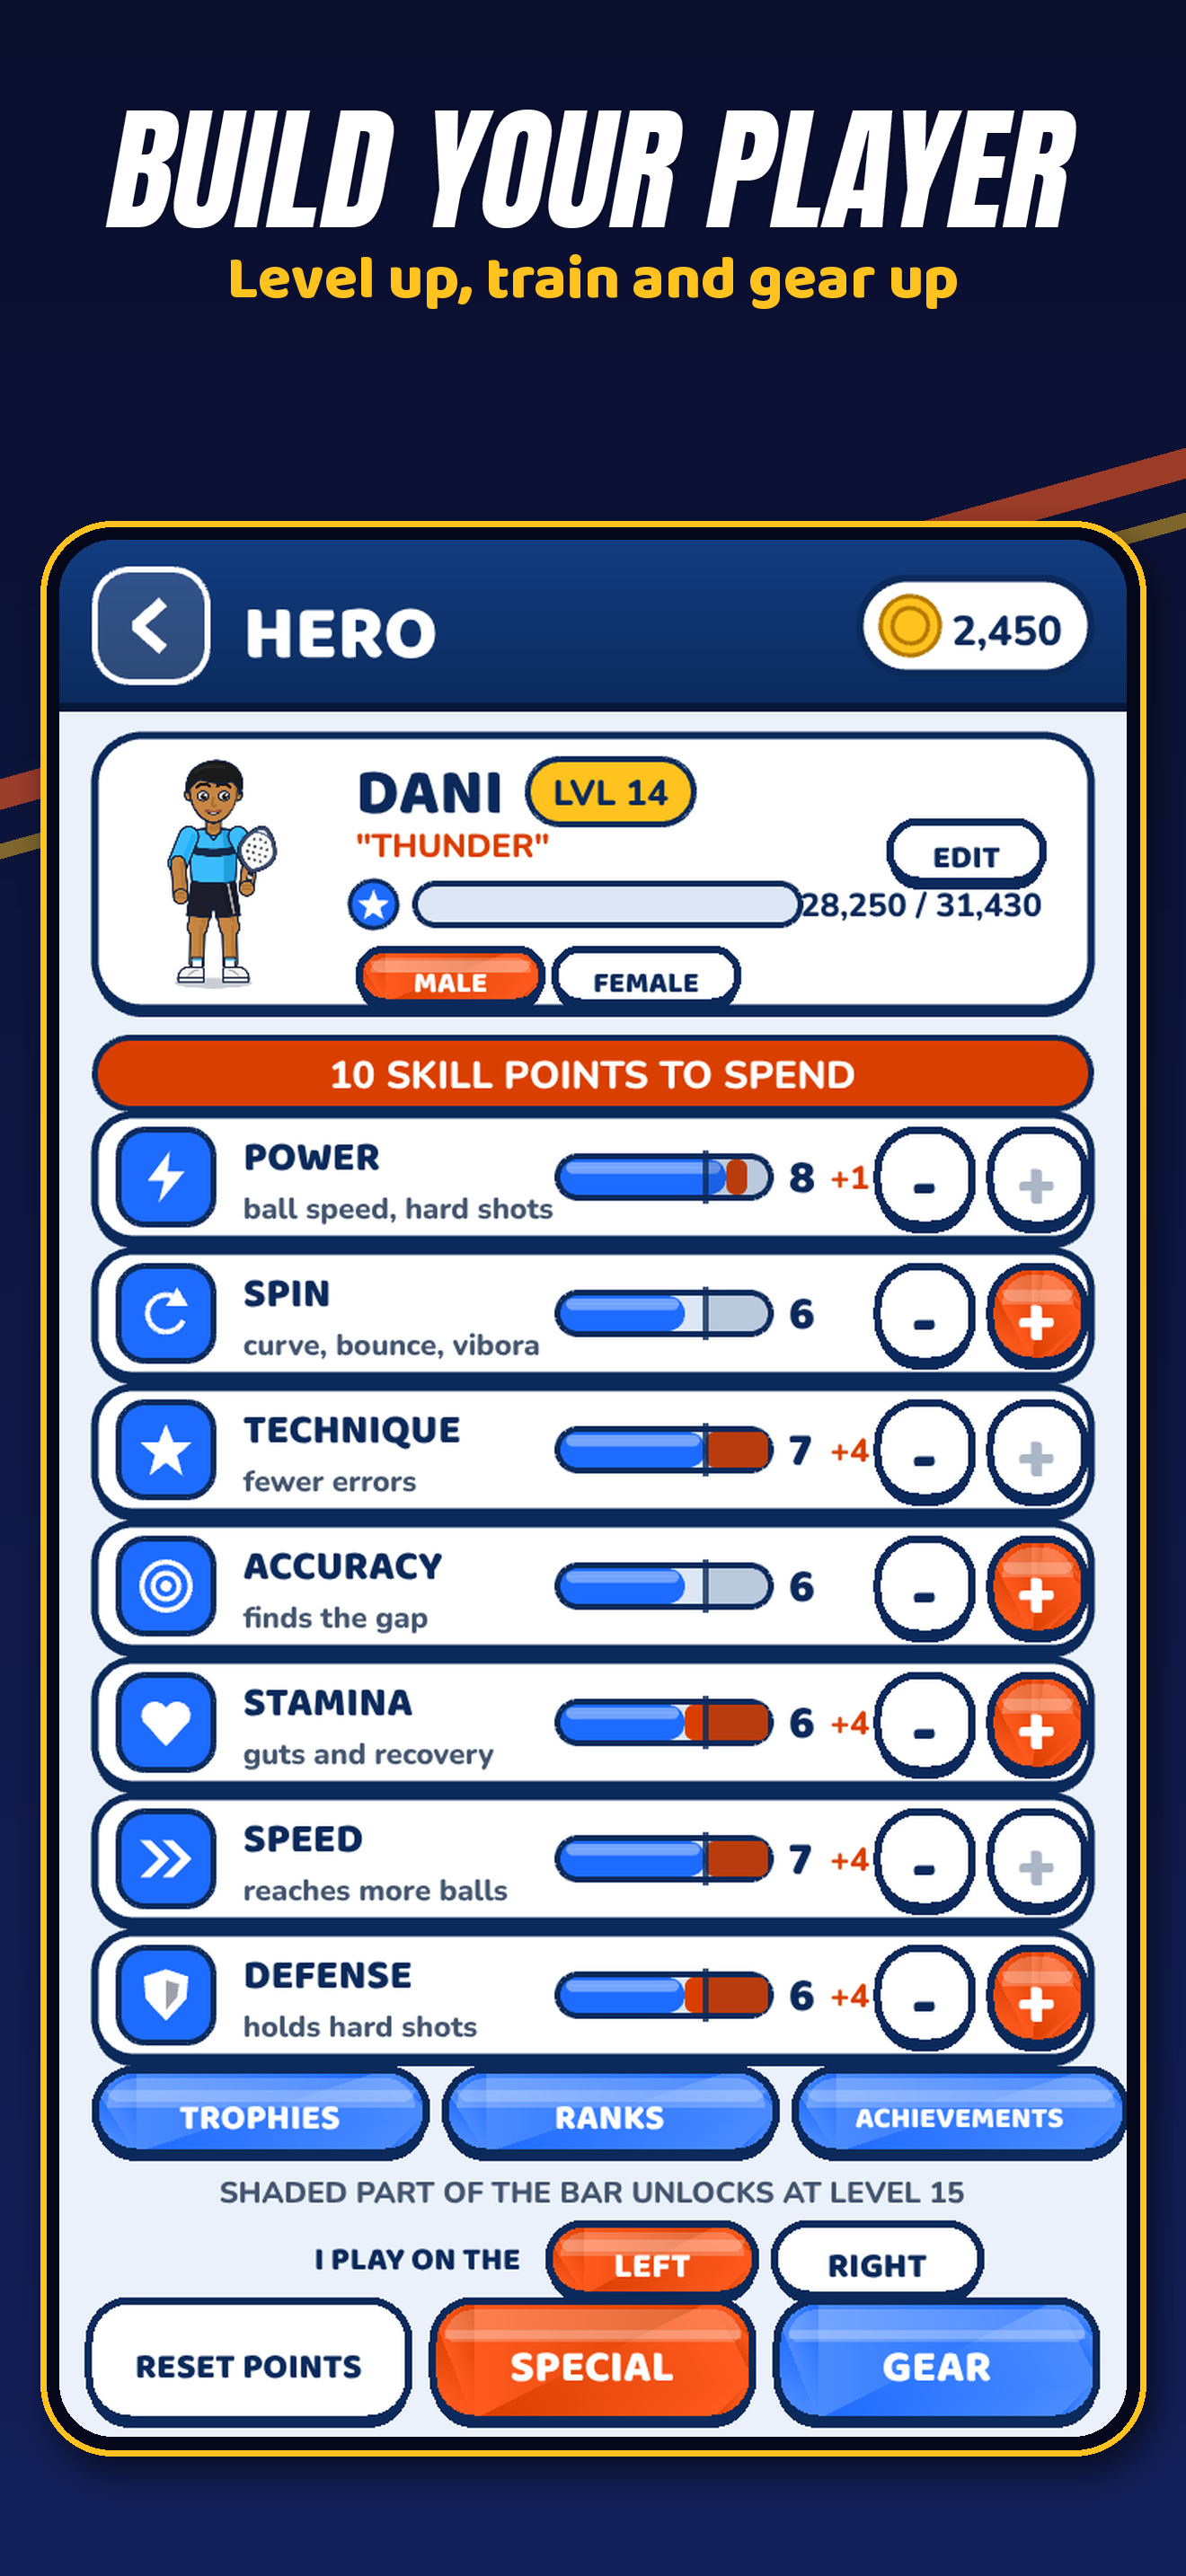 BUILD YOUR PLAYER
Level up, train and gear up
HERO
2,450
DANI LVL 14
"THUNDER"
EDIT
28,250 / 31,430
MALE FEMALE
10 SKILL POINTS TO SPEND
POWER
ball speed, hard shots
8 +1 - +
SPIN
curve, bounce, vibora
6 - +
TECHNIQUE
fewer errors
7 +4 - +
ACCURACY
finds the gap
6 - +
STAMINA
guts and recovery
6 +4 - +
SPEED
reaches more balls
7 +4 - +
DEFENSE
holds hard shots
6 +4 - +
TROPHIES RANKS ACHIEVEMENTS
SHADED PART OF THE BAR UNLOCKS AT LEVEL 15
I PLAY ON THE LEFT RIGHT
RESET POINTS SPECIAL GEAR